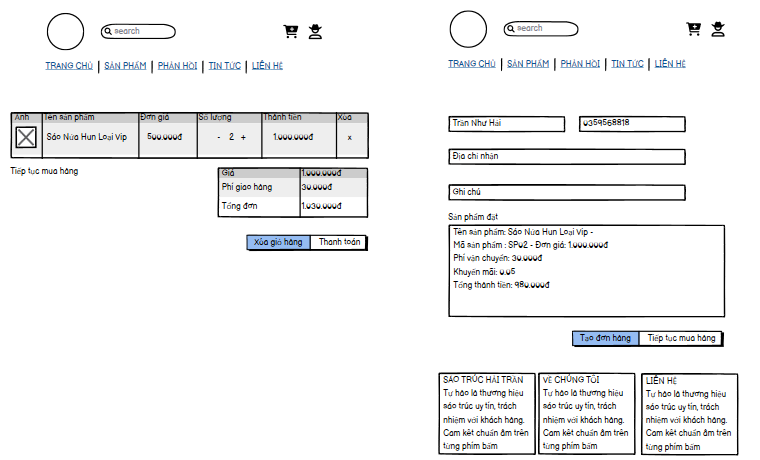 search
TRANG CHỦ | SẢN PHẨM | PHẢN HỒI | TIN TỨC | LIÊN HỆ
Ảnh Tên sản phẩm Đơn giá Số lượng Thành tiền Xóa
Sáo Nứa Hun Loại Vip 500.000đ - 2 + 1.000.000đ x
Tiếp tục mua hàng
Giá 1.000.000đ
Phí giao hàng 30.000đ
Tổng đơn 1.030.000đ
Xóa giỏ hàng Thanh toán
search
TRANG CHỦ | SẢN PHẨM | PHẢN HỒI | TIN TỨC | LIÊN HỆ
Trần Như Hải 0359568818
Địa chỉ nhận
Ghi chú
Sản phẩm đặt
Tên sản phẩm: Sáo Nứa Hun Loại Vip -
Mã sản phẩm : SP02 - Đơn giá: 1.000.000đ
Phí vận chuyển: 30.000đ
Khuyến mãi: 0.05
Tổng thành tiền: 980.000đ
Tạo đơn hàng Tiếp tục mua hàng
SÁO TRÚC HẢI TRẦN
Tự hào là thương hiệu
sáo trúc uy tín, trách
nhiệm với khách hàng.
Cam kết chuẩn âm trên
từng phím bấm
VỀ CHÚNG TÔI
Tự hào là thương hiệu
sáo trúc uy tín, trách
nhiệm với khách hàng.
Cam kết chuẩn âm trên
từng phím bấm
LIÊN HỆ
Tự hào là thương hiệu
sáo trúc uy tín, trách
nhiệm với khách hàng.
Cam kết chuẩn âm trên
từng phím bấm